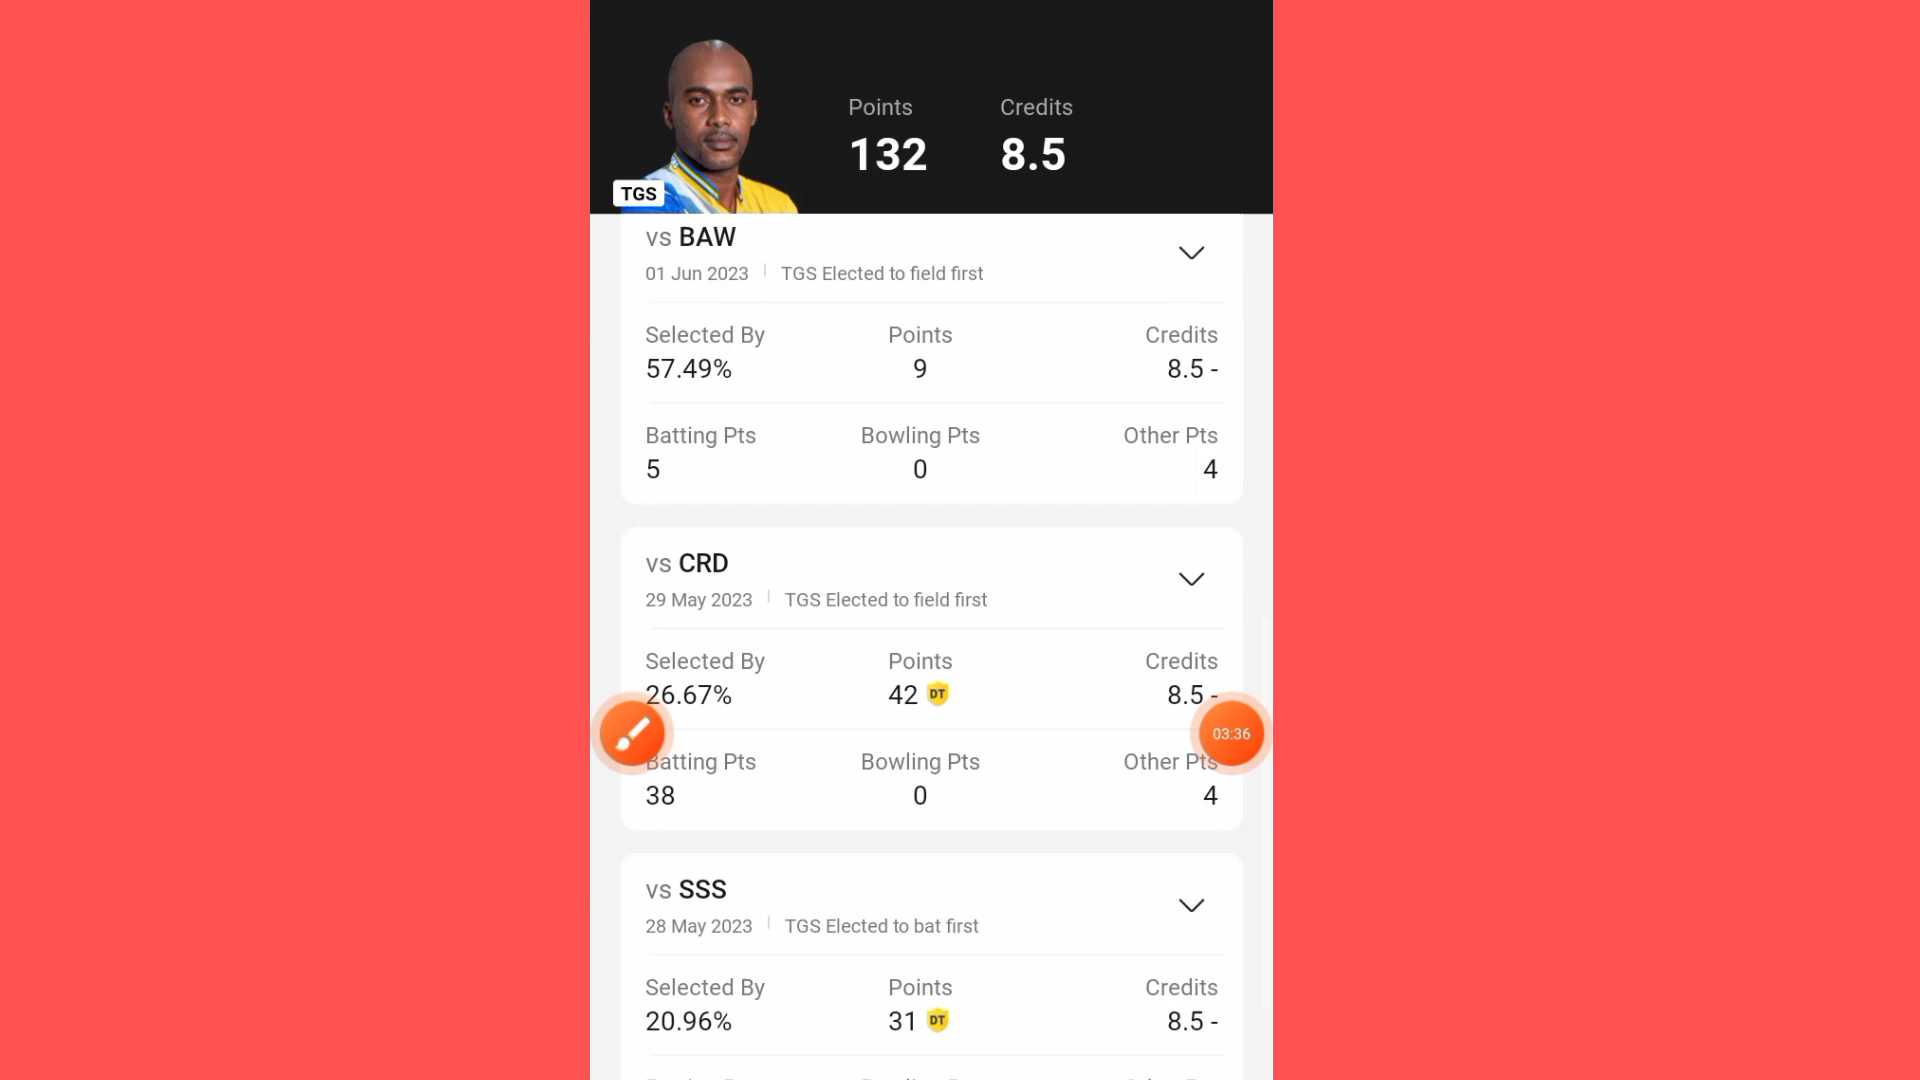 Points Credits
132 8.5
TGS
vs BAW
01 Jun 2023 TGS Elected to field first
Selected By Points Credits
57.49% 9 8.5 -
Batting Pts Bowling Pts Other Pts
5 0 4
vs CRD
29 May 2023 TGS Elected to field first
Selected By Points Credits
26.67% 42 DT 8.5 -
03:36
Batting Pts Bowling Pts Other Pts
38 0 4
vs SSS
28 May 2023 TGS Elected to bat first
Selected By Points Credits
20.96% 31 DT 8.5 -